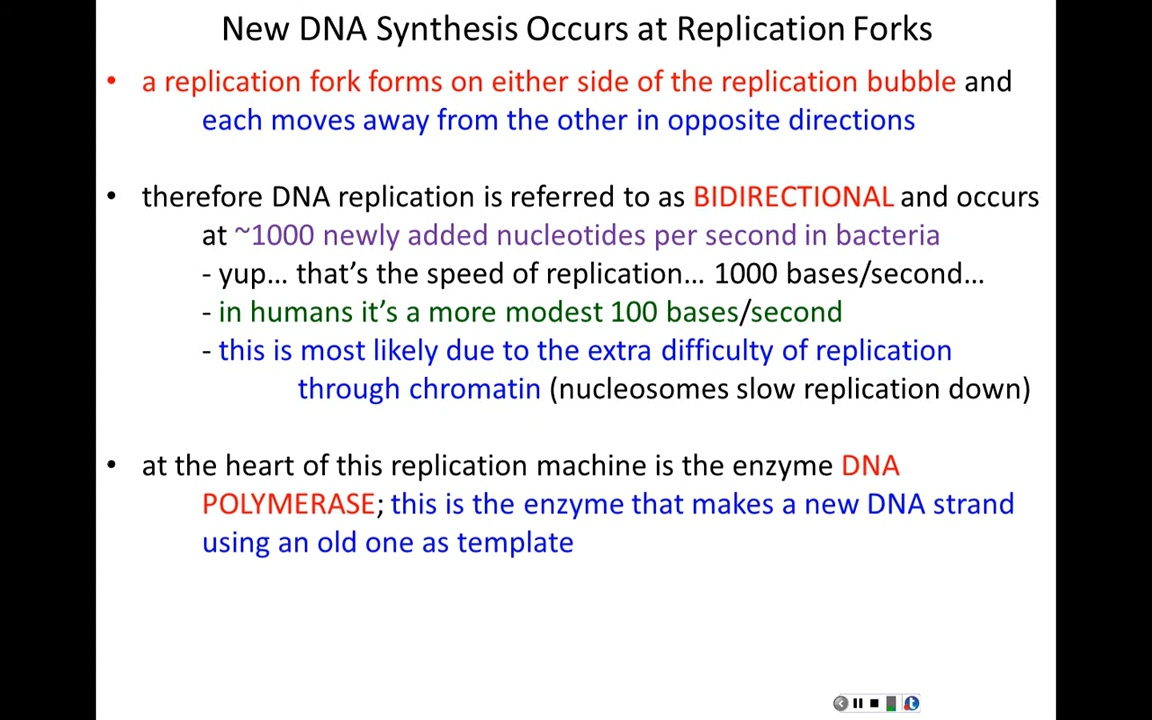 New DNA Synthesis Occurs at Replication Forks
• a replication fork forms on either side of the replication bubble and
each moves away from the other in opposite directions
• therefore DNA replication is referred to as BIDIRECTIONAL and occurs
at ~1000 newly added nucleotides per second in bacteria
- yup... that's the speed of replication... 1000 bases/second...
- in humans it's a more modest 100 bases/second
- this is most likely due to the extra difficulty of replication
through chromatin (nucleosomes slow replication down)
• at the heart of this replication machine is the enzyme DNA
POLYMERASE; this is the enzyme that makes a new DNA strand
using an old one as template